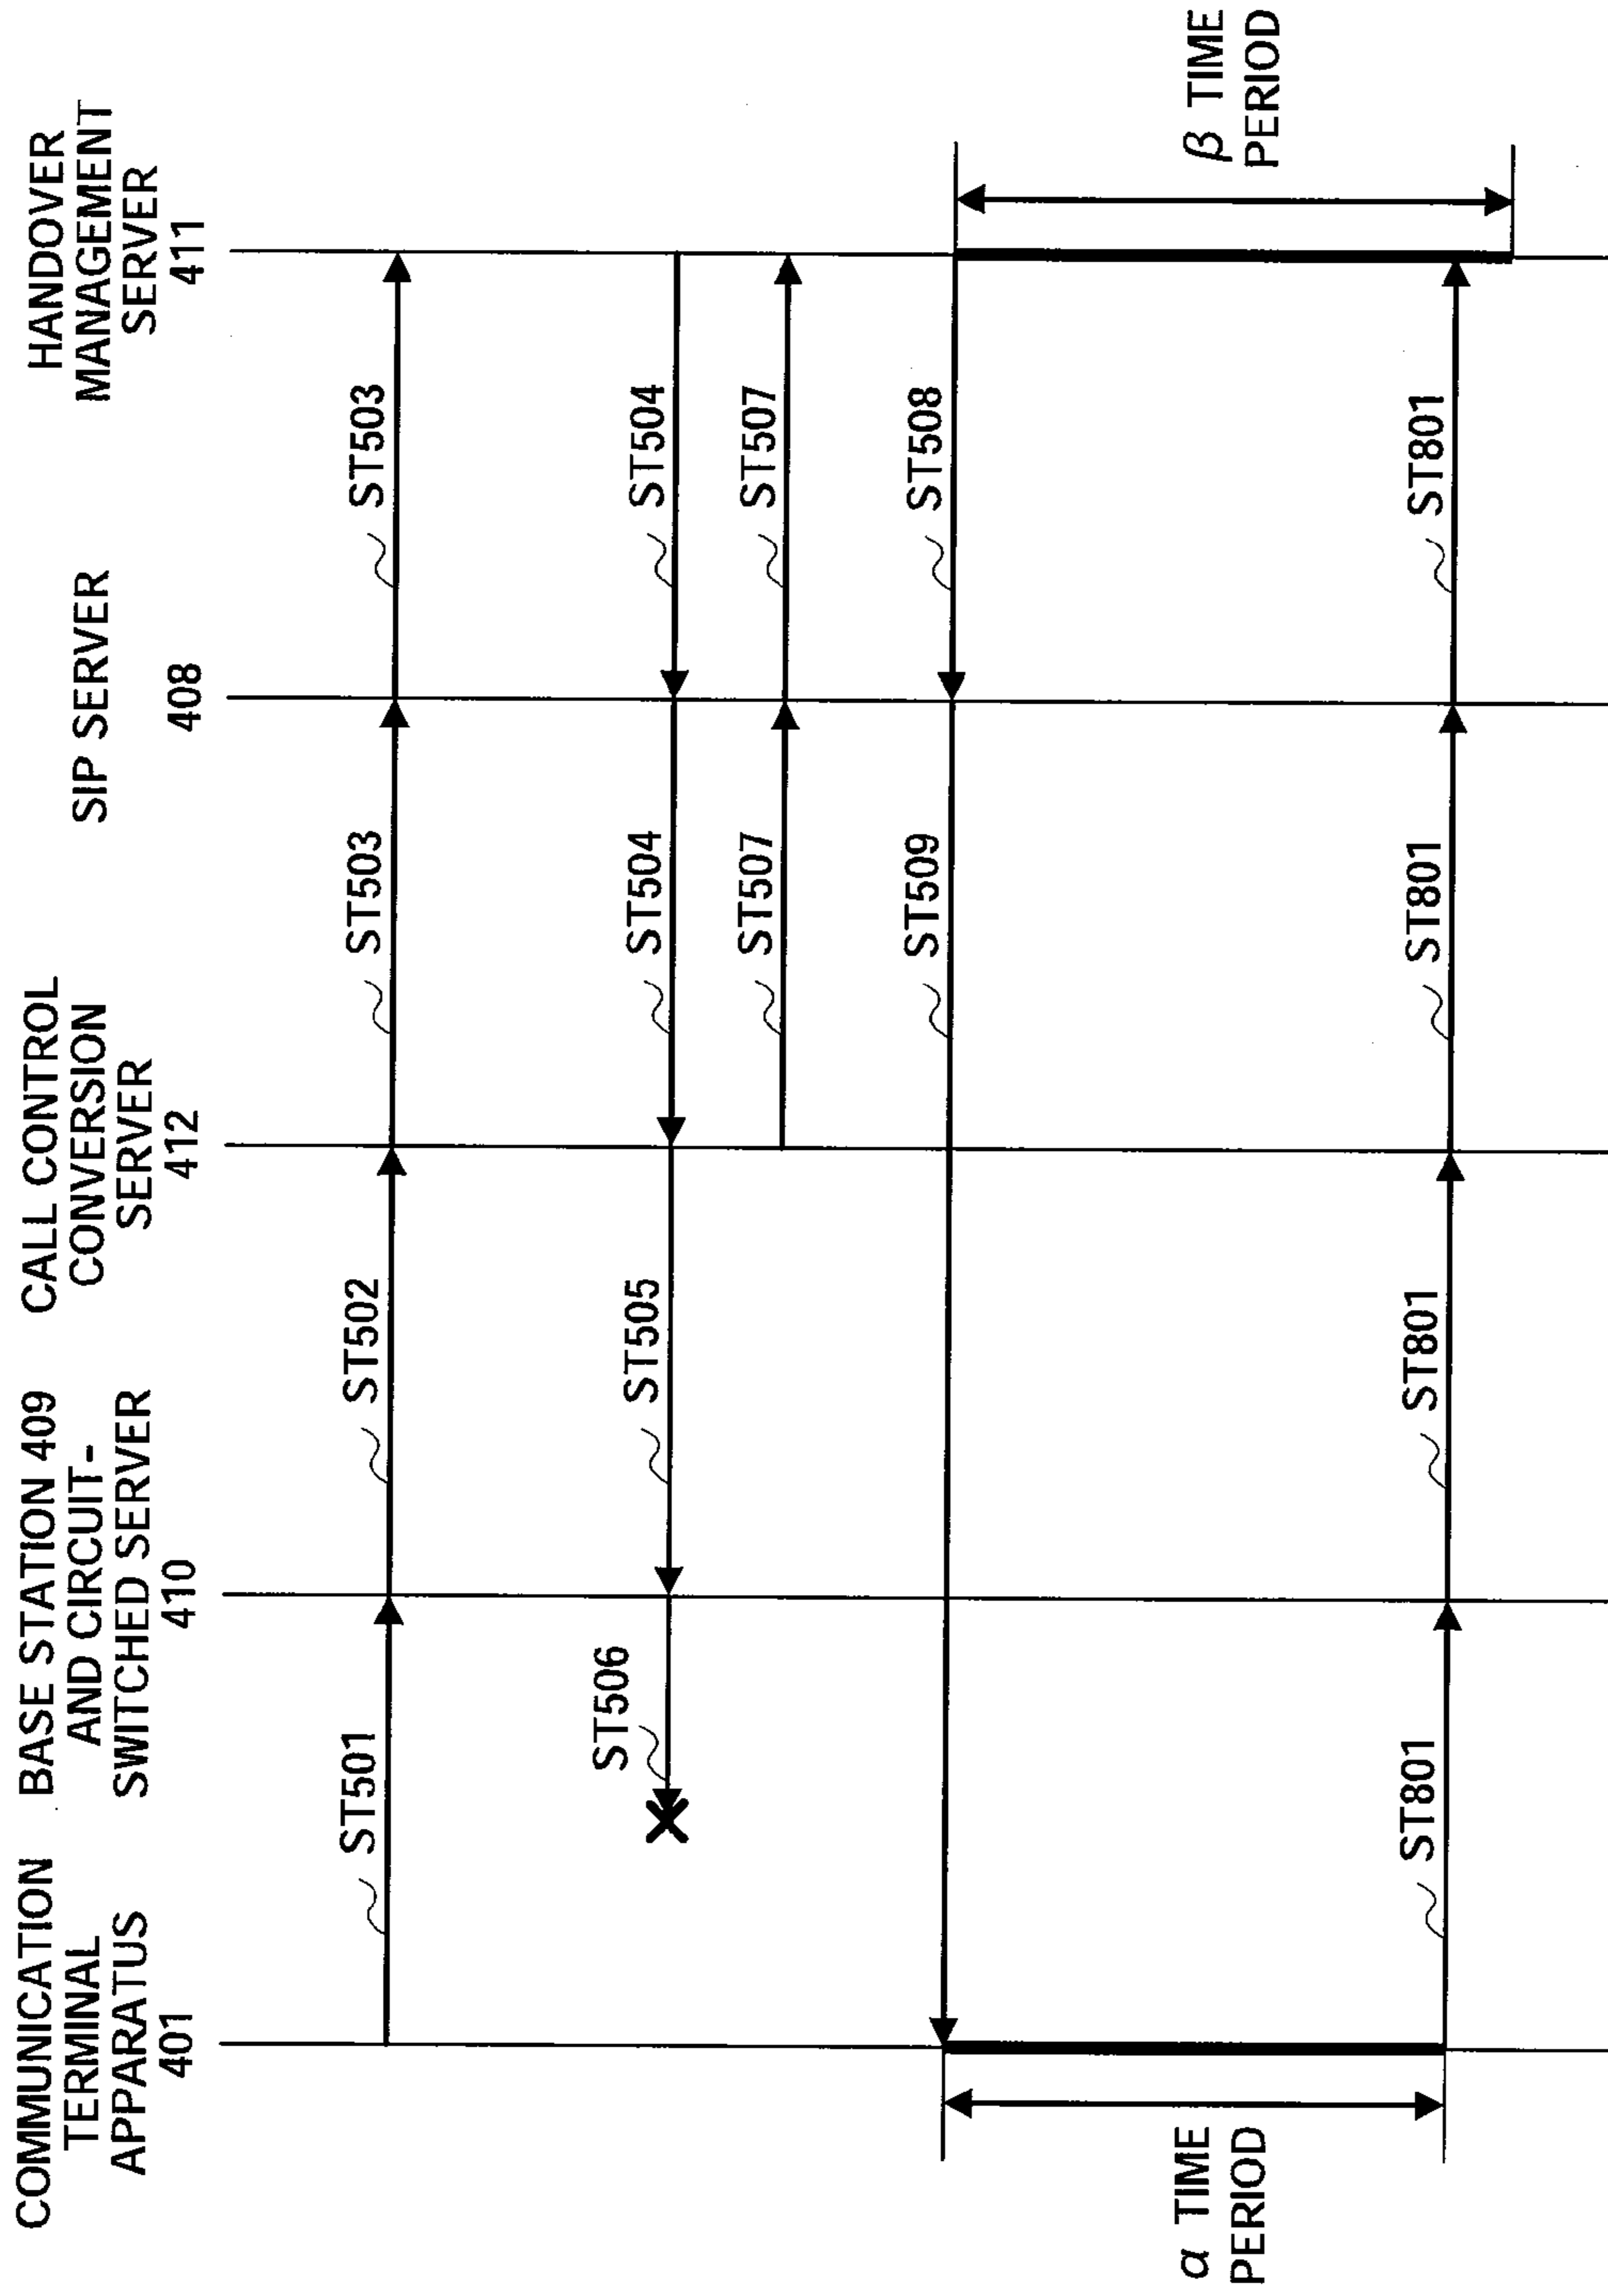 COMMUNICATION
TERMINAL
APPARATUS
401
BASE STATION 409
AND CIRCUIT-
SWITCHED SERVER
410
CALL CONTROL
CONVERSION
SERVER
412
SIP SERVER
408
HANDOVER
MANAGEMENT
SERVER
411
ST501
ST502
ST503
ST503
ST506
ST505
ST504
ST504
ST507
ST507
ST509
ST508
α TIME
PERIOD
β TIME
PERIOD
ST801
ST801
ST801
ST801